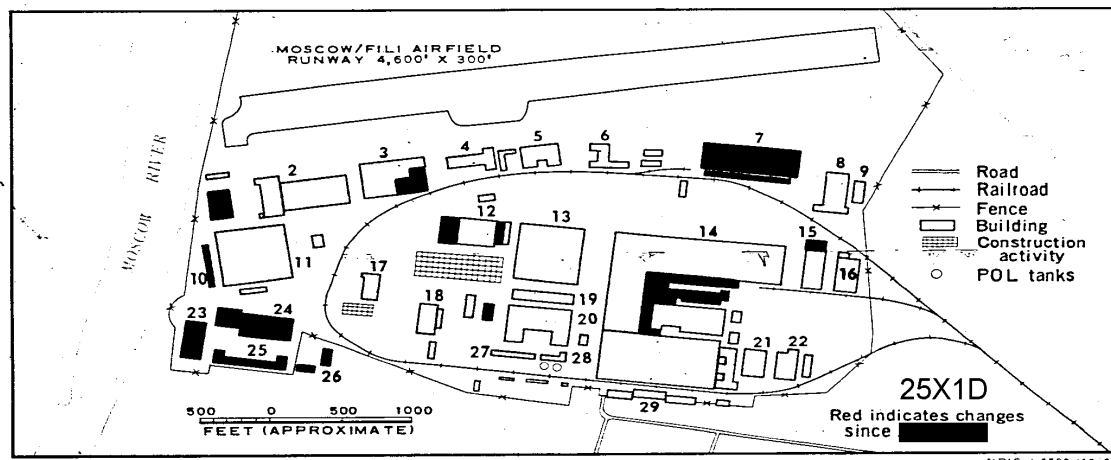 MOSCOW/FILI AIRFIELD
RUNWAY 4,600' X 300'
MOSCOW RIVER
2
3
4
5
6
7
8
9
10
11
12
13
14
15
16
17
18
19
20
21
22
23
24
25
26
27
28
29
Road
Railroad
Fence
Building
Construction
activity
POL tanks
25X1D
Red indicates changes
since
500 0 500 1000
FEET (APPROXIMATE)